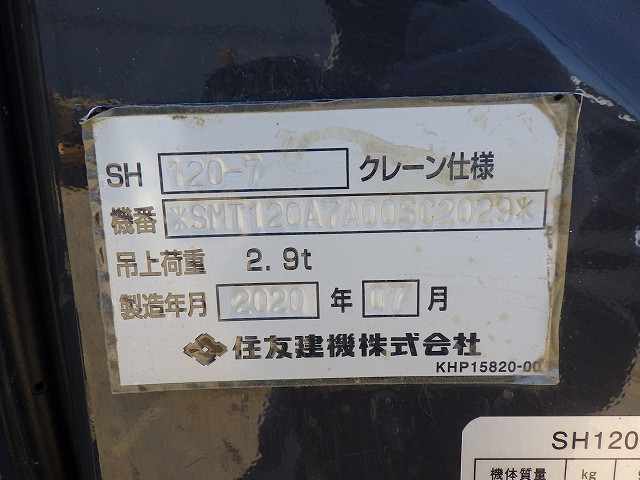 SH 120-7 クレーン仕様
機番 *SMT120A7A00SC2029*
吊上荷重 2.9t
製造年月 2020 年 07 月
住友建機株式会社
KHP15820-00
SH120
機体質量 kg